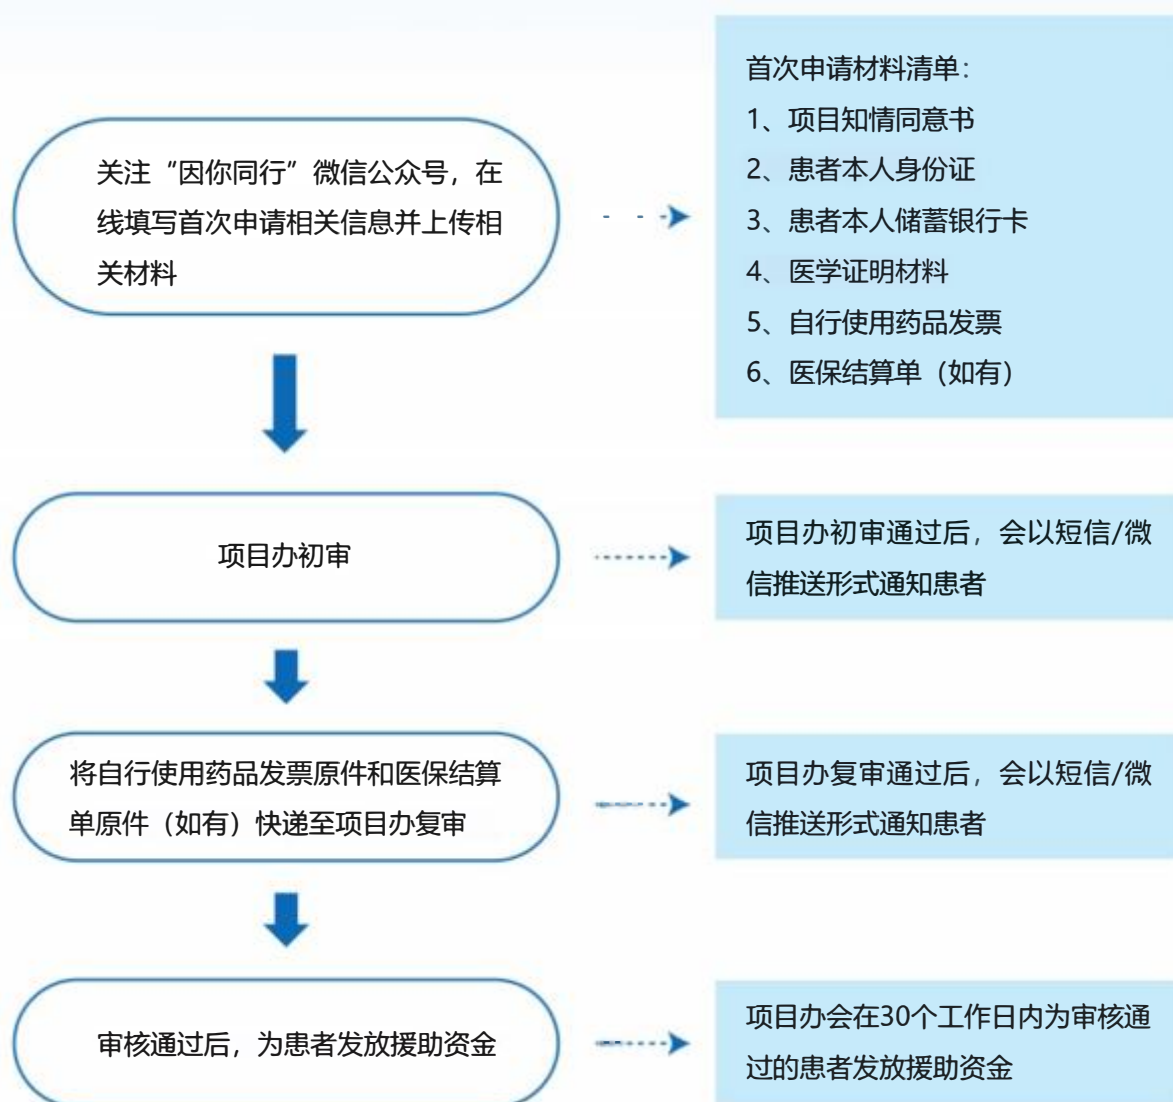 关注“因你同行”微信公众号，在
线填写首次申请相关信息并上传相
关材料
首次申请材料清单：
1、项目知情同意书
2、患者本人身份证
3、患者本人储蓄银行卡
4、医学证明材料
5、自行使用药品发票
6、医保结算单（如有）
项目办初审
项目办初审通过后，会以短信/微
信推送形式通知患者
将自行使用药品发票原件和医保结算
单原件（如有）快递至项目办复审
项目办复审通过后，会以短信/微
信推送形式通知患者
审核通过后，为患者发放援助资金
项目办会在30个工作日内为审核通
过的患者发放援助资金